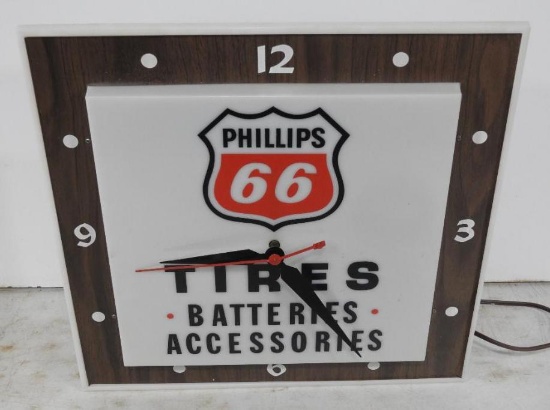 12
PHILLIPS
66
9
3
TIRES
• BATTERIES •
ACCESSORIES
6